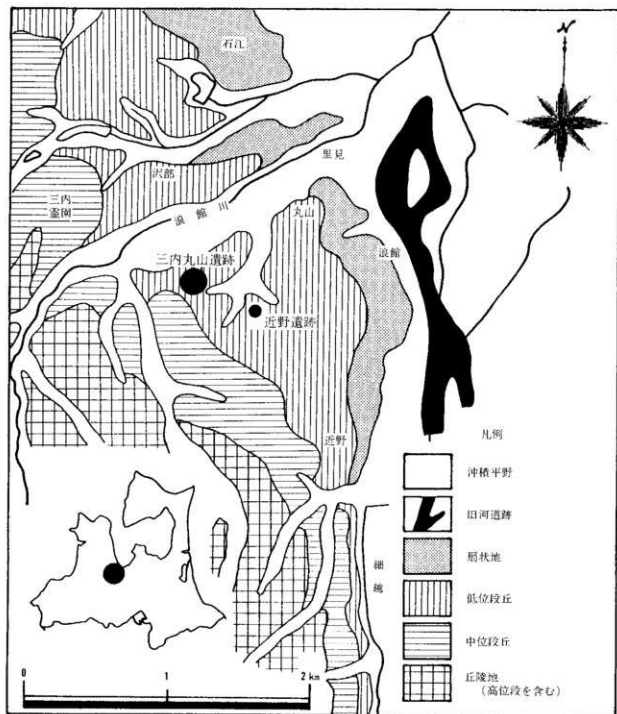 石江
N
里見
沢部
三内
霊園
浪館川
丸山
浪館
三内丸山遺跡
近野遺跡
近野
細越
凡例
沖積平野
旧河道跡
扇状地
低位段丘
中位段丘
丘陵地
(高位段を含む)
0 1 2 km